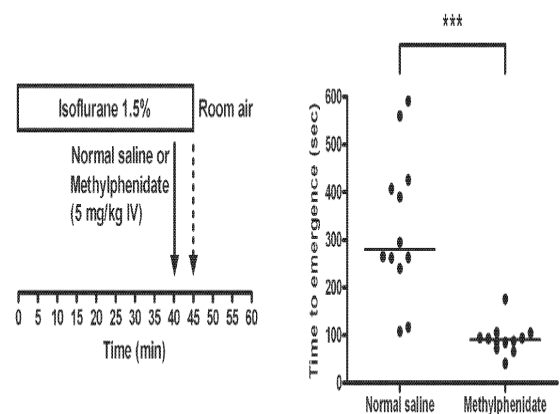 ***
Isoflurane 1.5%
Room air
Normal saline or
Methylphenidate
(5 mg/kg IV)
0 5 10 15 20 25 30 35 40 45 50 55 60
Time (min)
Time to emergence (sec)
600
500
400
300
200
100
0
Normal saline
Methylphenidate